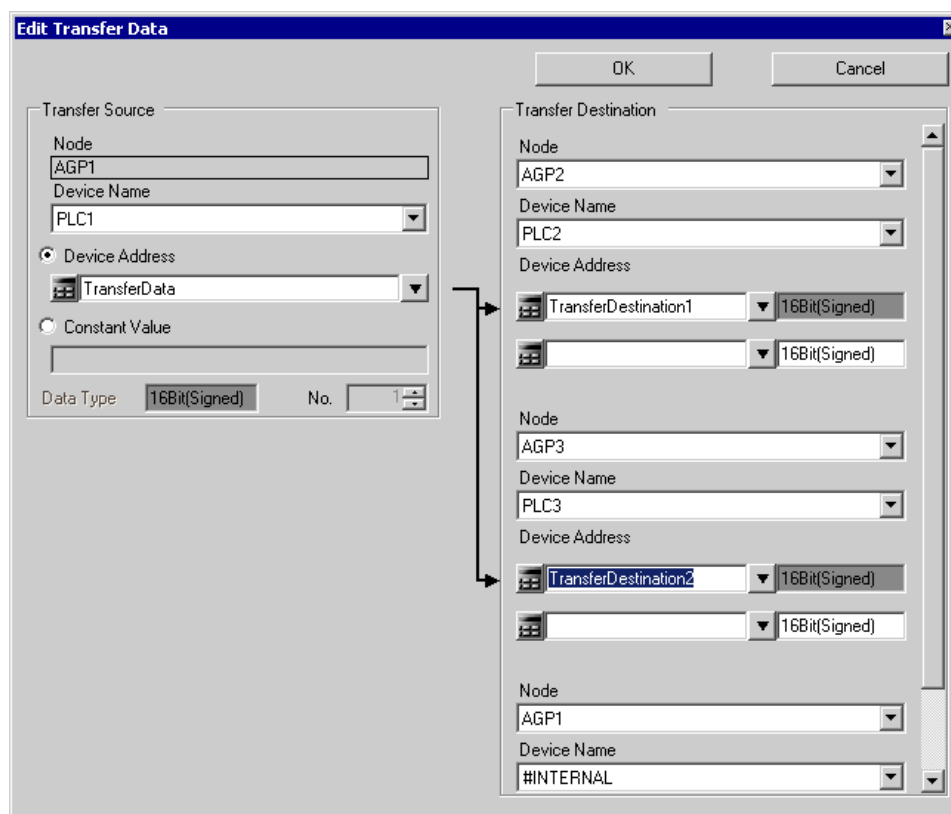 Edit Transfer Data
OK
Cancel
Transfer Source
Node
AGP1
Device Name
PLC1
Device Address
TransferData
Constant Value
Data Type 16Bit(Signed) No. 1
Transfer Destination
Node
AGP2
Device Name
PLC2
Device Address
TransferDestination1 16Bit(Signed)
16Bit(Signed)
Node
AGP3
Device Name
PLC3
Device Address
TransferDestination2 16Bit(Signed)
16Bit(Signed)
Node
AGP1
Device Name
#INTERNAL